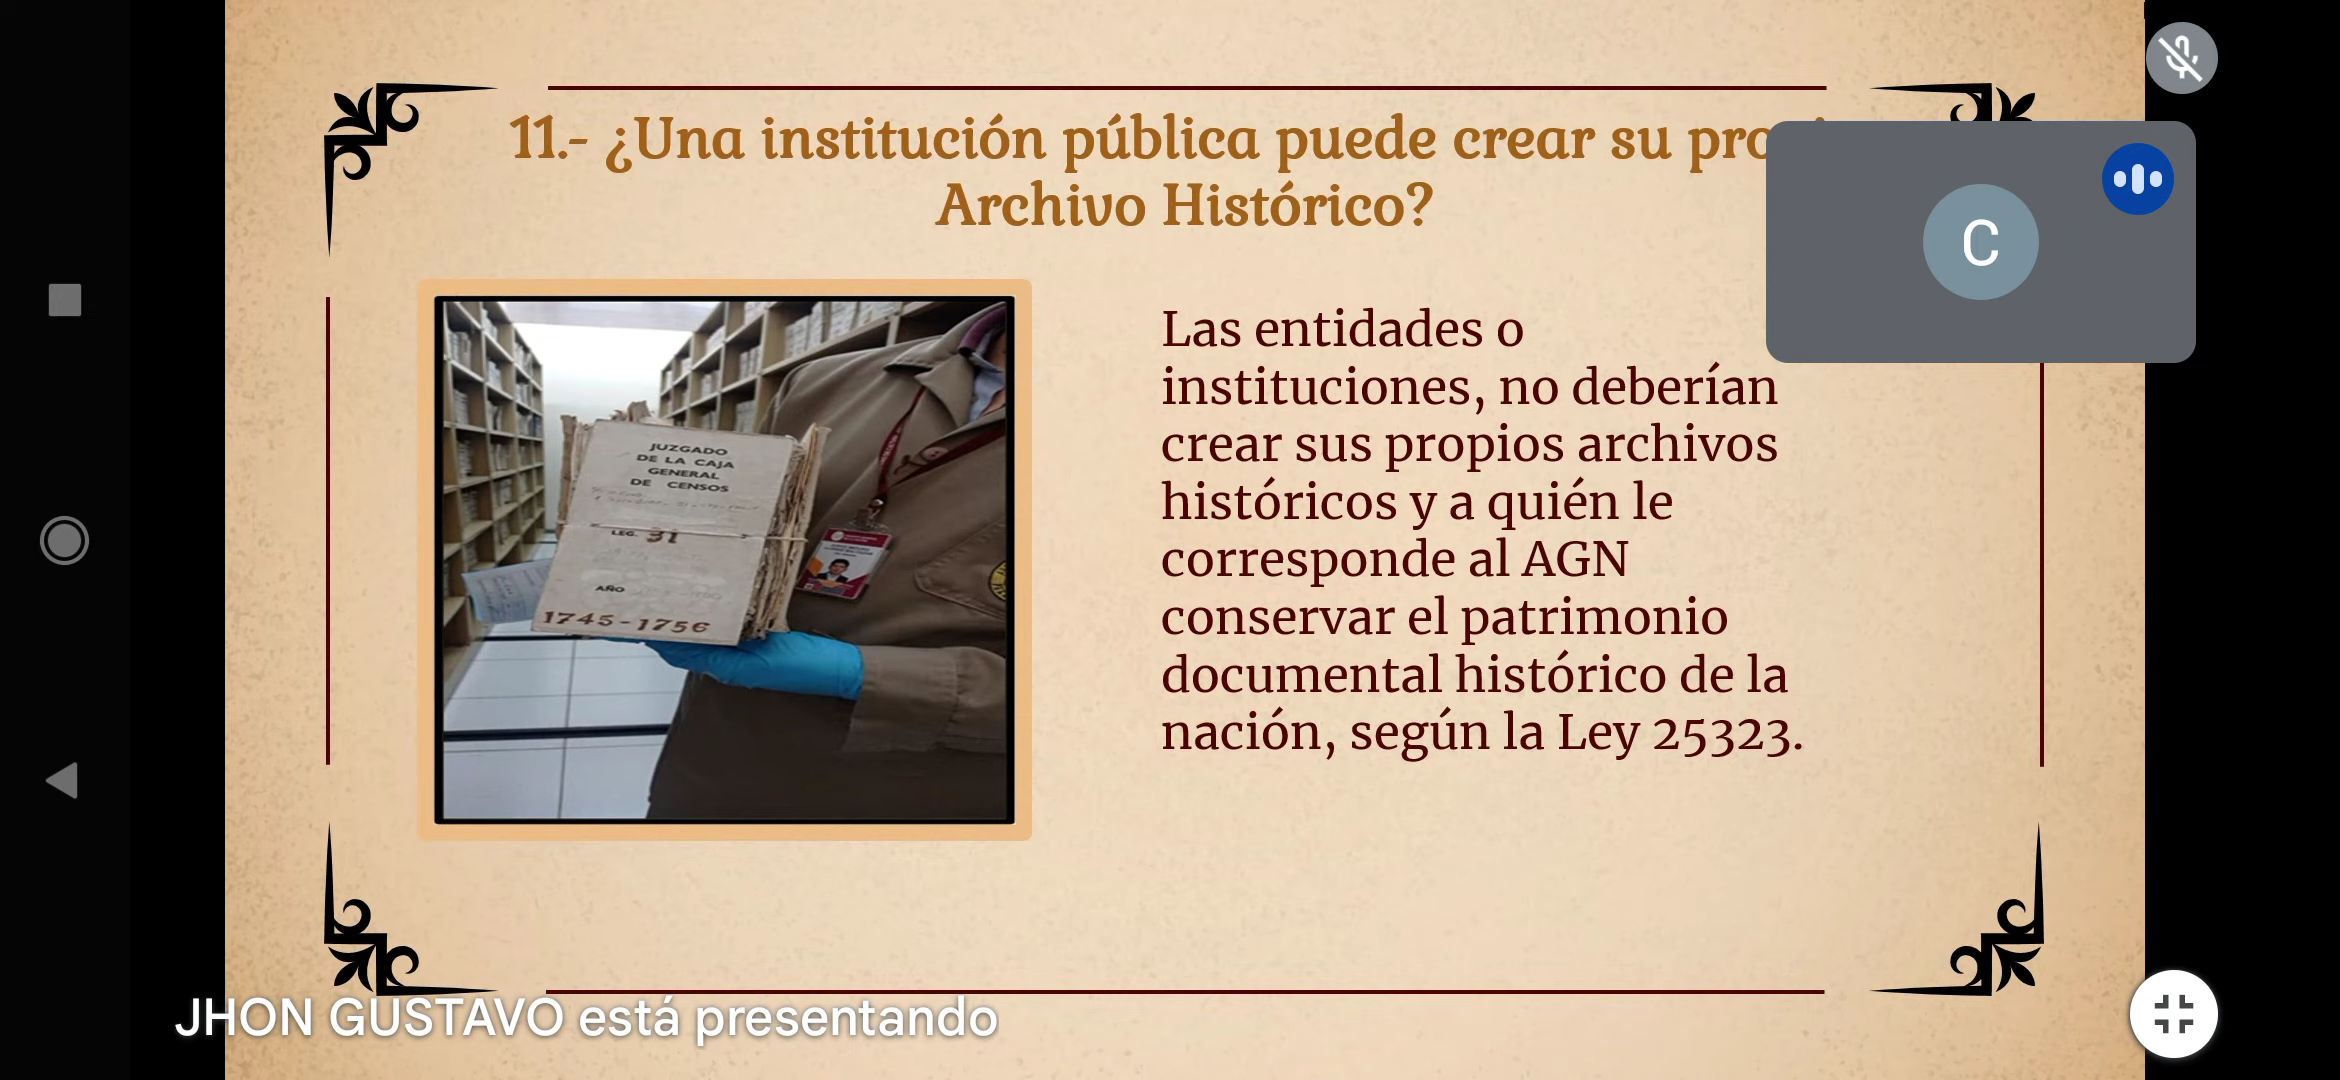 11.- ¿Una institución pública puede crear su
Archivo Histórico?
C
Las entidades o
instituciones, no deberían
crear sus propios archivos
históricos y a quién le
corresponde al AGN
conservar el patrimonio
documental histórico de la
nación, según la Ley 25323.
JUZGADO
DE LA CAJA
GENERAL
DE CENSOS
LEG. 31
AÑO
1745-1756
JHON GUSTAVO está presentando